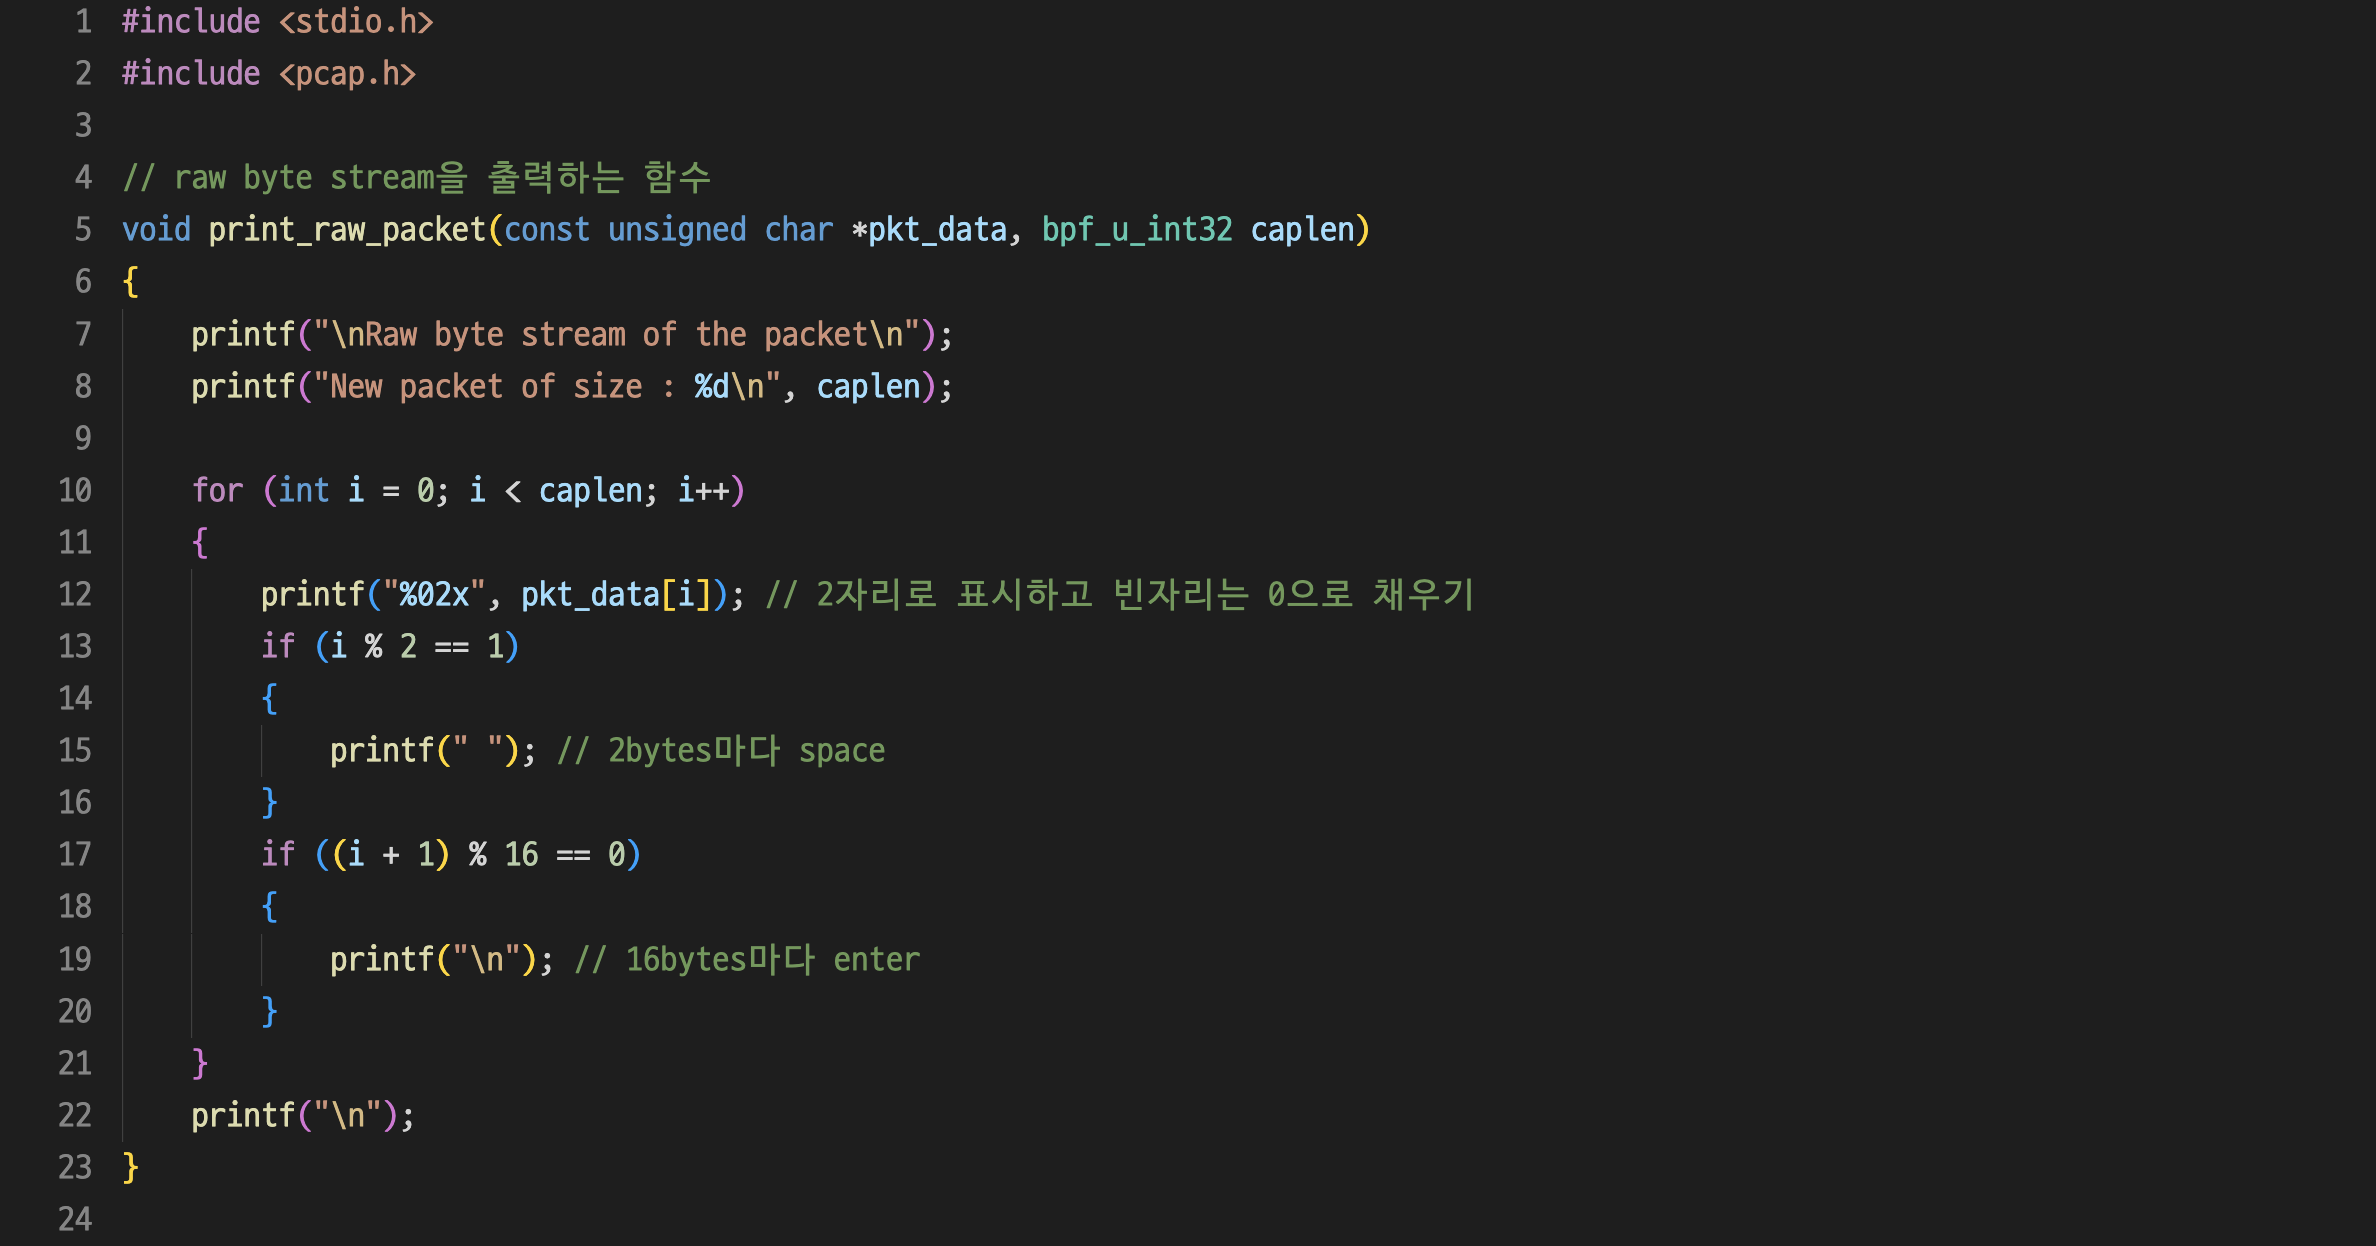 1 #include <stdio.h>
2 #include <pcap.h>
3
4 // raw byte stream을 출력하는 함수
5 void print_raw_packet(const unsigned char *pkt_data, bpf_u_int32 caplen)
6 {
7     printf("\nRaw byte stream of the packet\n");
8     printf("New packet of size : %d\n", caplen);
9
10     for (int i = 0; i < caplen; i++)
11     {
12         printf("%02x", pkt_data[i]); // 2자리로 표시하고 빈자리는 0으로 채우기
13         if (i % 2 == 1)
14         {
15             printf(" "); // 2bytes마다 space
16         }
17         if ((i + 1) % 16 == 0)
18         {
19             printf("\n"); // 16bytes마다 enter
20         }
21     }
22     printf("\n");
23 }
24